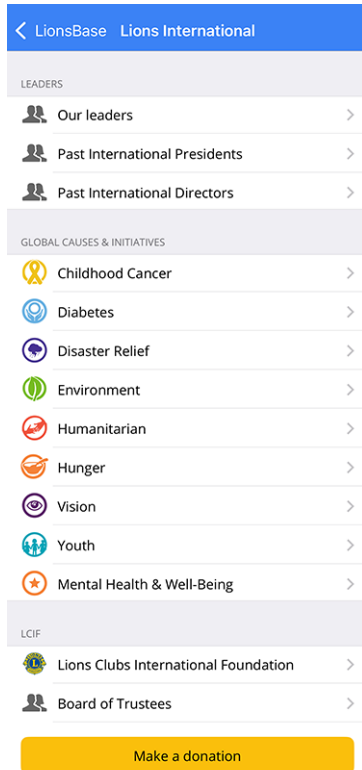 LionsBase Lions International
LEADERS
Our leaders
Past International Presidents
Past International Directors
GLOBAL CAUSES & INITIATIVES
Childhood Cancer
Diabetes
Disaster Relief
Environment
Humanitarian
Hunger
Vision
Youth
Mental Health & Well-Being
LCIF
Lions Clubs International Foundation
Board of Trustees
Make a donation